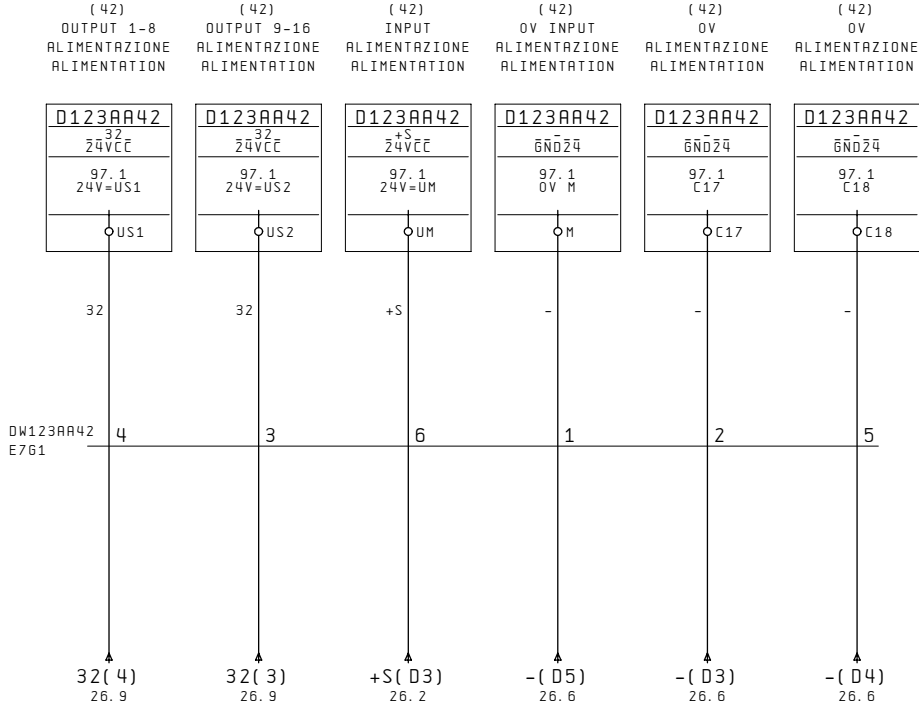 (42) (42) (42) (42) (42) (42)
OUTPUT 1-8 OUTPUT 9-16 INPUT 0V INPUT 0V 0V
ALIMENTAZIONE ALIMENTAZIONE ALIMENTAZIONE ALIMENTAZIONE ALIMENTAZIONE ALIMENTAZIONE
ALIMENTATION ALIMENTATION ALIMENTATION ALIMENTATION ALIMENTATION ALIMENTATION
D123AA42 D123AA42 D123AA42 D123AA42 D123AA42 D123AA42
32 32 +S - - -
24VCC 24VCC 24VCC GND24 GND24 GND24
97.1 97.1 97.1 97.1 97.1 97.1
24V=US1 24V=US2 24V=UM 0V M C17 C18
US1 US2 UM M C17 C18
32 32 +S - - -
DW123AA42 4 3 6 1 2 5
E7G1
32(4) 32(3) +S(D3) -(D5) -(D3) -(D4)
26.9 26.9 26.2 26.6 26.6 26.6